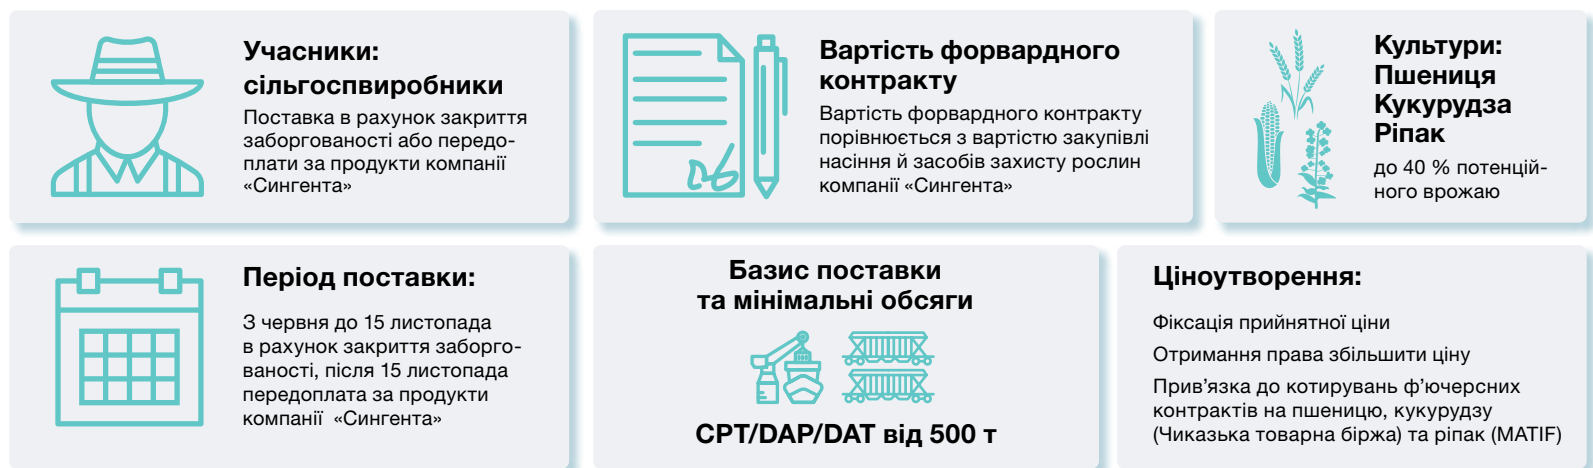 Учасники:
сільгоспвиробники
Поставка в рахунок закриття
заборгованості або передо-
плати за продукти компанії
«Сингента»
Вартість форвардного
контракту
Вартість форвардного контракту
порівнюється з вартістю закупівлі
насіння й засобів захисту рослин
компанії «Сингента»
Культури:
Пшениця
Кукурудза
Ріпак
до 40 % потенцій-
ного врожаю
Період поставки:
З червня до 15 листопада
в рахунок закриття заборго-
ваності, після 15 листопада
передоплата за продукти
компанії «Сингента»
Базис поставки
та мінімальні обсяги
CPT/DAP/DAT від 500 т
Ціноутворення:
Фіксація прийнятної ціни
Отримання права збільшити ціну
Прив’язка до котирувань ф’ючерсних
контрактів на пшеницю, кукурудзу
(Чиказька товарна біржа) та ріпак (MATIF)